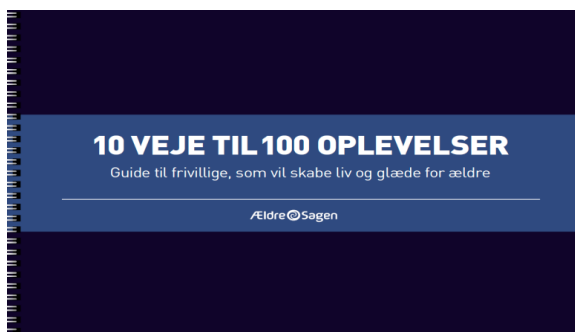 10 VEJE TIL 100 OPLEVELSER
Guide til frivillige, som vil skabe liv og glæde for ældre
Ældre Sagen